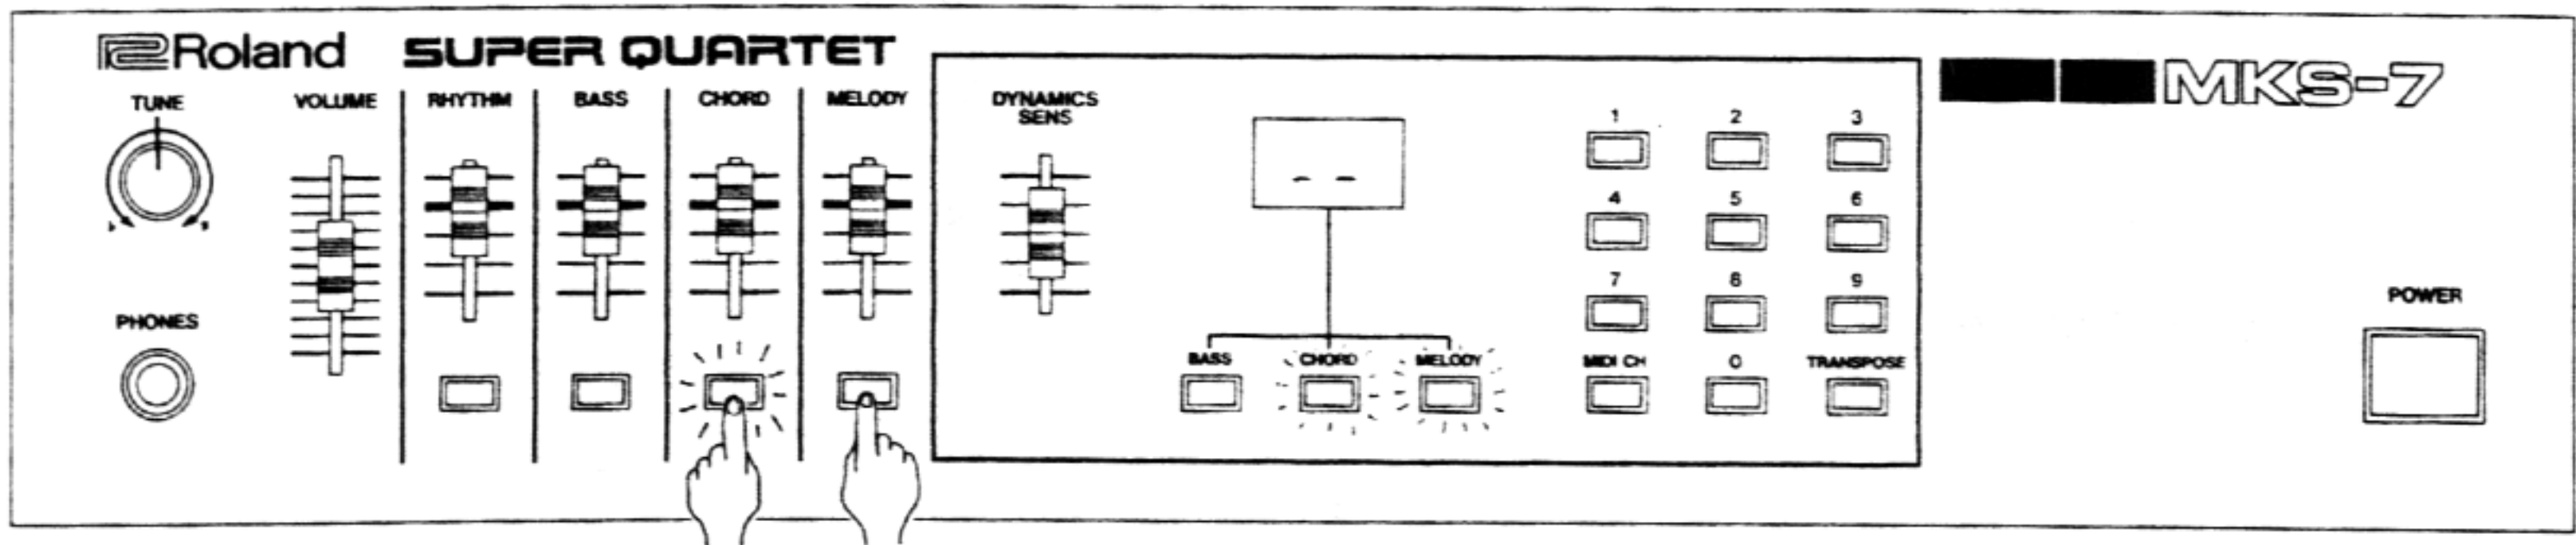 Roland SUPER QUARTET MKS-7
TUNE VOLUME RHYTHM BASS CHORD MELODY DYNAMICS SENS
1 2 3
4 5 6
7 8 9
PHONES
POWER
BASS CHORD MELODY MIDI CH 0 TRANSPOSE